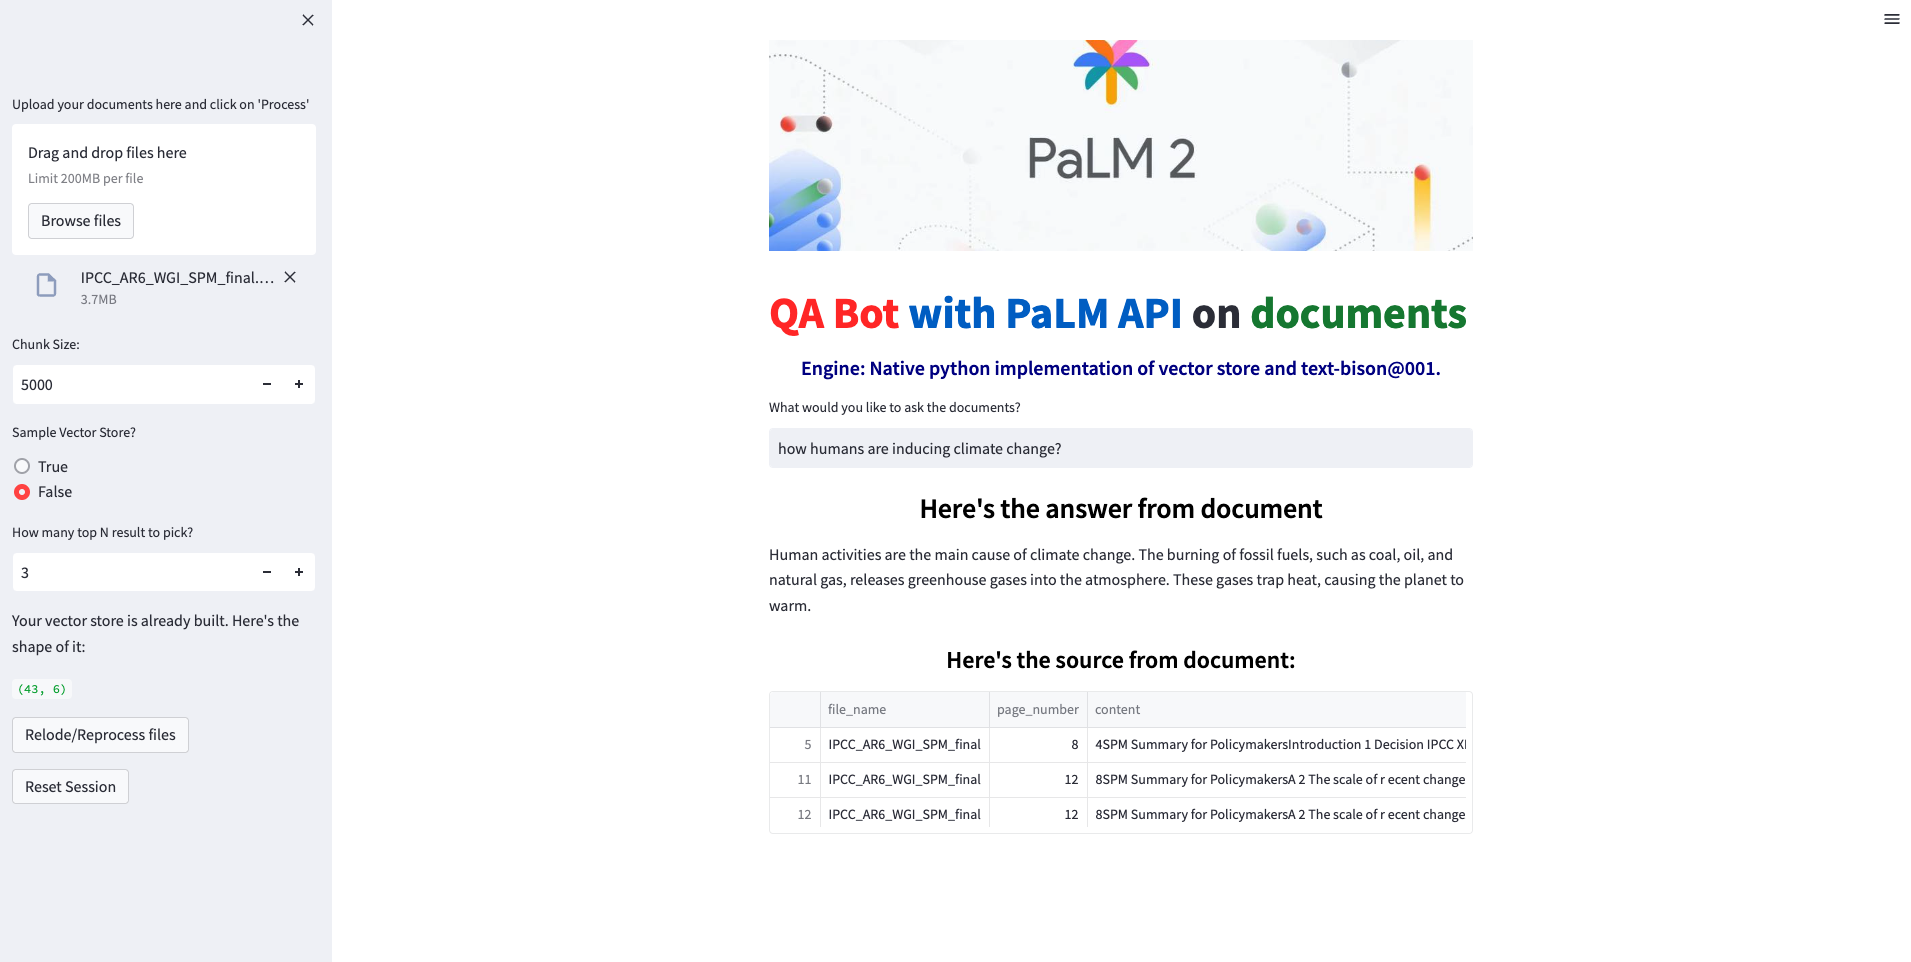 Upload your documents here and click on 'Process'
Drag and drop files here
Limit 200MB per file
Browse files
IPCC_AR6_WGI_SPM_final....
3.7MB
Chunk Size:
5000
Sample Vector Store?
True
False
How many top N result to pick?
3
Your vector store is already built. Here's the
shape of it:
(43, 6)
Relode/Reprocess files
Reset Session
PaLM 2
QA Bot with PaLM API on documents
Engine: Native python implementation of vector store and text-bison@001.
What would you like to ask the documents?
how humans are inducing climate change?
Here's the answer from document
Human activities are the main cause of climate change. The burning of fossil fuels, such as coal, oil, and
natural gas, releases greenhouse gases into the atmosphere. These gases trap heat, causing the planet to
warm.
Here's the source from document:
file_name page_number content
5 IPCC_AR6_WGI_SPM_final 8 4SPM Summary for PolicymakersIntroduction 1 Decision IPCC XI
11 IPCC_AR6_WGI_SPM_final 12 8SPM Summary for PolicymakersA 2 The scale of r ecent change
12 IPCC_AR6_WGI_SPM_final 12 8SPM Summary for PolicymakersA 2 The scale of r ecent change